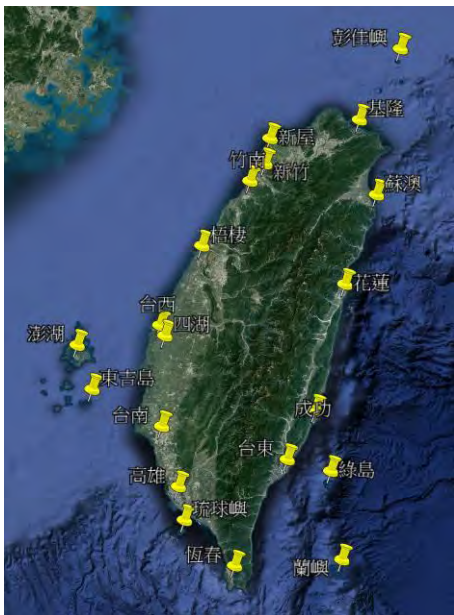 彭佳嶼
基隆
新屋
竹南
新竹
蘇澳
梧棲
花蓮
台西
四湖
澎湖
東吉島
成功
台南
台東
綠島
高雄
琉球嶼
恆春
蘭嶼